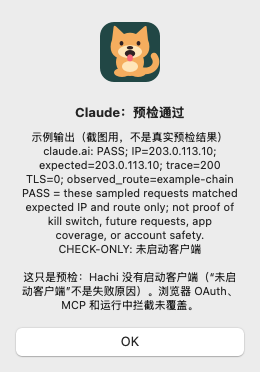 Claude：预检通过
示例输出（截图用，不是真实预检结果）
claude.ai: PASS; IP=203.0.113.10;
expected=203.0.113.10; trace=200
TLS=0; observed_route=example-chain
PASS = these sampled requests matched
expected IP and route only; not proof of
kill switch, future requests, app
coverage, or account safety.
CHECK-ONLY: 未启动客户端
这只是预检：Hachi 没有启动客户端（“未启
动客户端”不是失败原因）。浏览器 OAuth、
MCP 和运行中拦截未覆盖。
OK